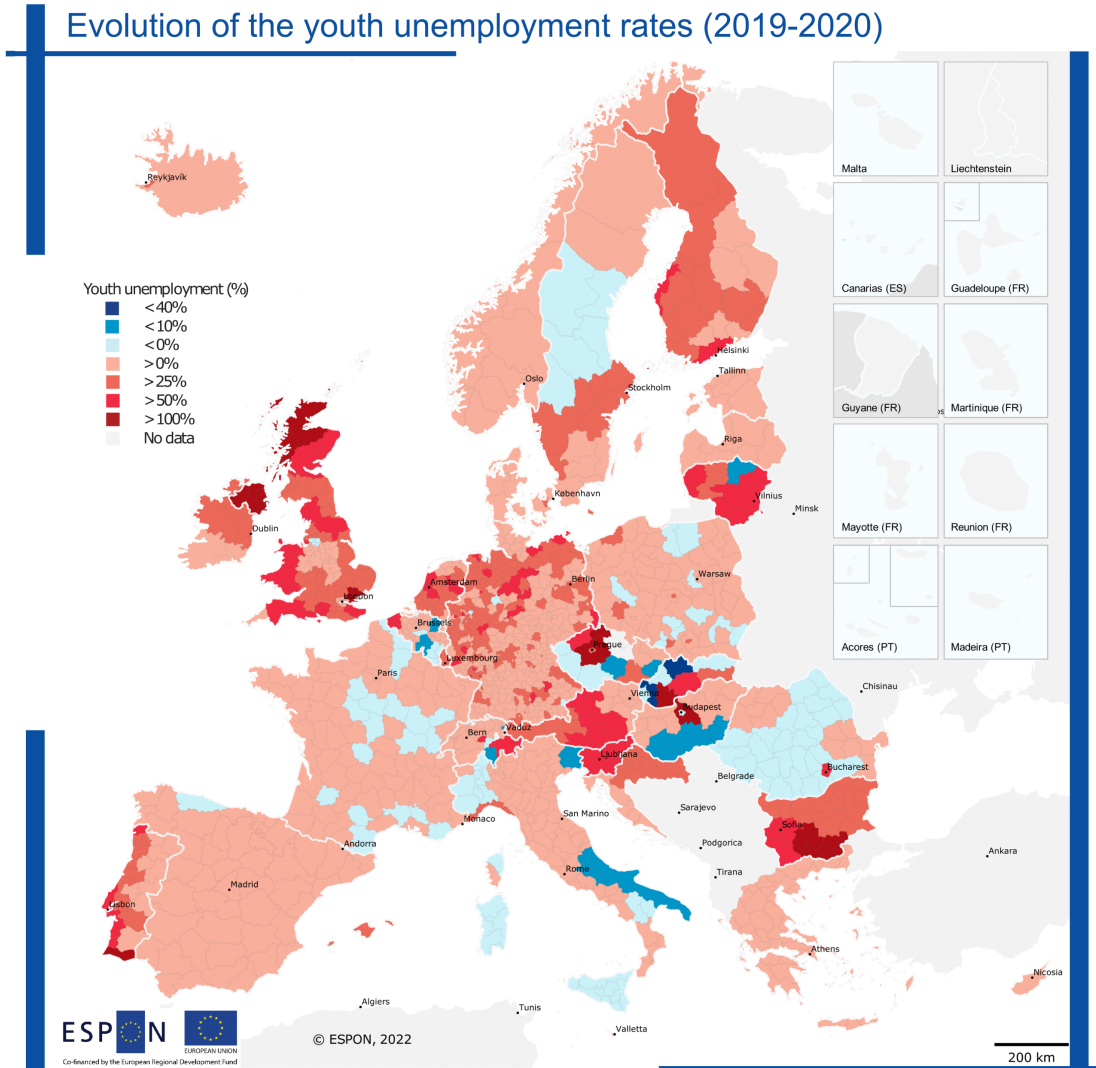 Evolution of the youth unemployment rates (2019-2020)
Malta
Liechtenstein
Reykjavík
Canarias (ES)
Guadeloupe (FR)
Youth unemployment (%)
<40%
<10%
<0%
>0%
>25%
>50%
>100%
No data
Helsinki
Tallinn
Oslo
Stockholm
Guyane (FR)
Martinique (FR)
Riga
København
Vilnius
Minsk
Dublin
Mayotte (FR)
Reunion (FR)
Amsterdam
Berlin
Warsaw
London
Brussels
Prague
Luxembourg
Paris
Acores (PT)
Madeira (PT)
Chisinau
Vienna
Budapest
Bern
Vaduz
Ljubljana
Bucharest
Belgrade
San Marino
Sarajevo
Monaco
Sofia
Andorra
Podgorica
Ankara
Rome
Tirana
Madrid
Lisbon
Athens
Nicosia
Algiers
Tunis
Valletta
ESPON
EUROPEAN UNION
Co-financed by the European Regional Development Fund
© ESPON, 2022
200 km